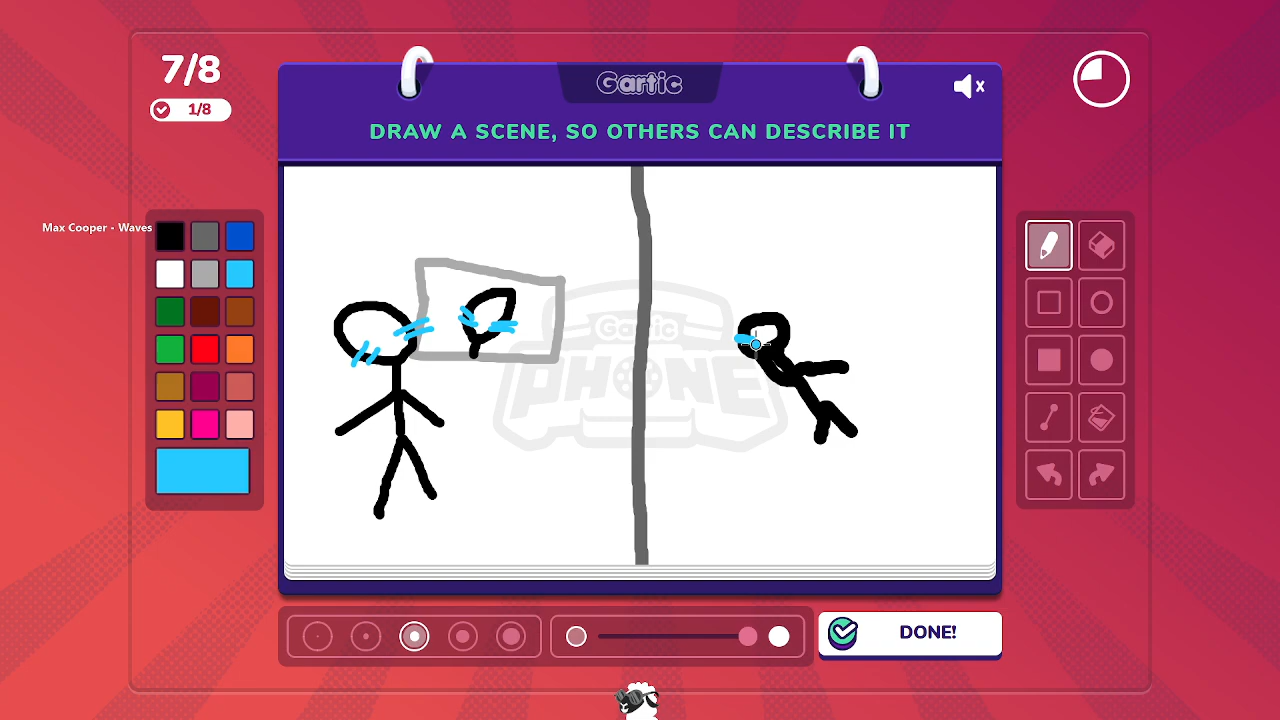 7/8
1/8
Gartic
DRAW A SCENE, SO OTHERS CAN DESCRIBE IT
Max Cooper - Waves
Gartic
PHONE
DONE!